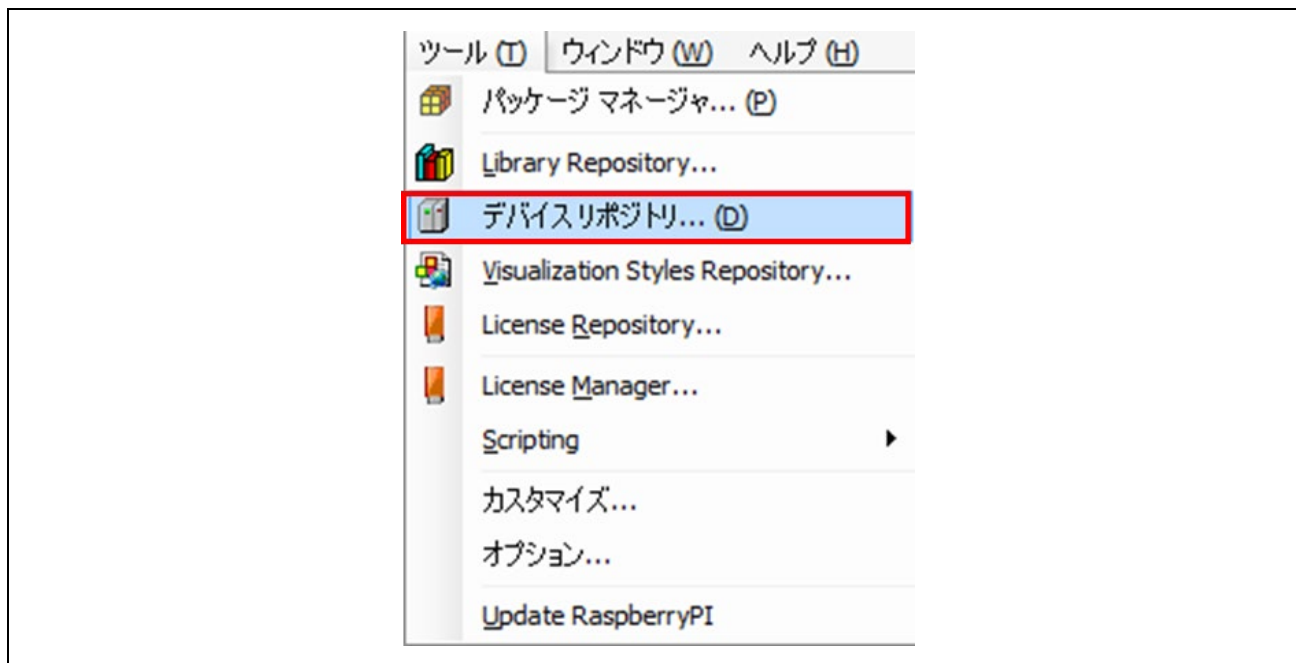 ツール (T) ウィンドウ (W) ヘルプ (H)
パッケージ マネージャ... (P)
Library Repository...
デバイス リポジトリ... (D)
Visualization Styles Repository...
License Repository...
License Manager...
Scripting
カスタマイズ...
オプション...
Update RaspberryPI